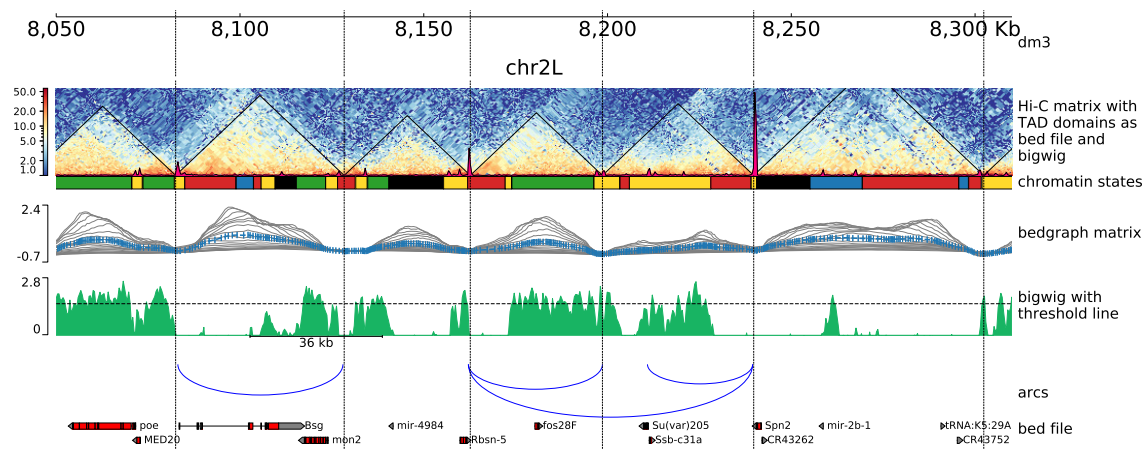 8,050 8,100 8,150 8,200 8,250 8,300 Kb
dm3
chr2L
50.0
20.0
10.0
5.0
2.0
1.0
Hi-C matrix with
TAD domains as
bed file and
bigwig
chromatin states
2.4
-0.7
bedgraph matrix
2.8
0
bigwig with
threshold line
36 kb
arcs
poe Bsg mir-4984 fos28F Su(var)205 Spn2 mir-2b-1 tRNA:K5:29A
MED20 mon2 Rbsn-5 Ssb-c31a CR43262 CR43752
bed file